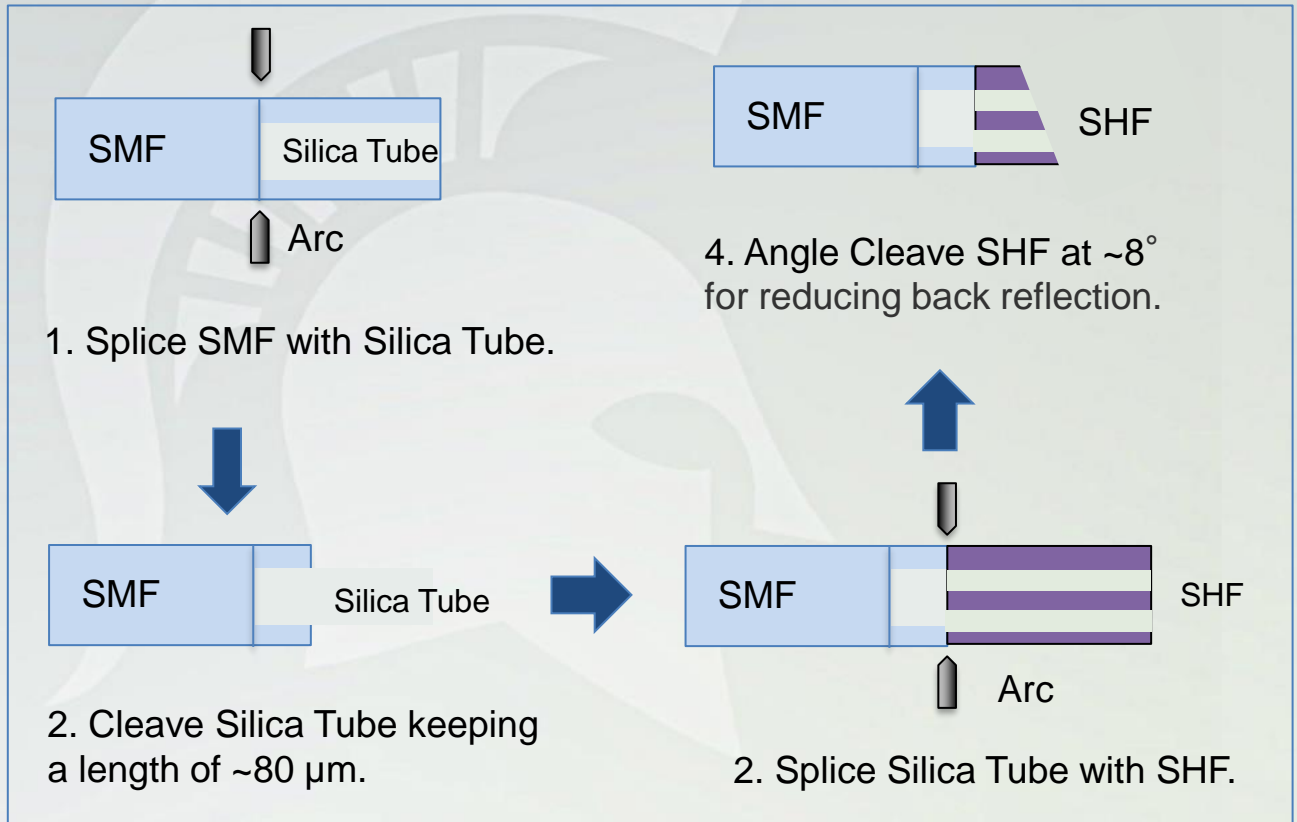 SMF
Silica Tube
Arc
1. Splice SMF with Silica Tube.
SMF
Silica Tube
2. Cleave Silica Tube keeping
a length of ~80 μm.
SMF
SHF
Arc
2. Splice Silica Tube with SHF.
SMF
SHF
4. Angle Cleave SHF at ~8°
for reducing back reflection.